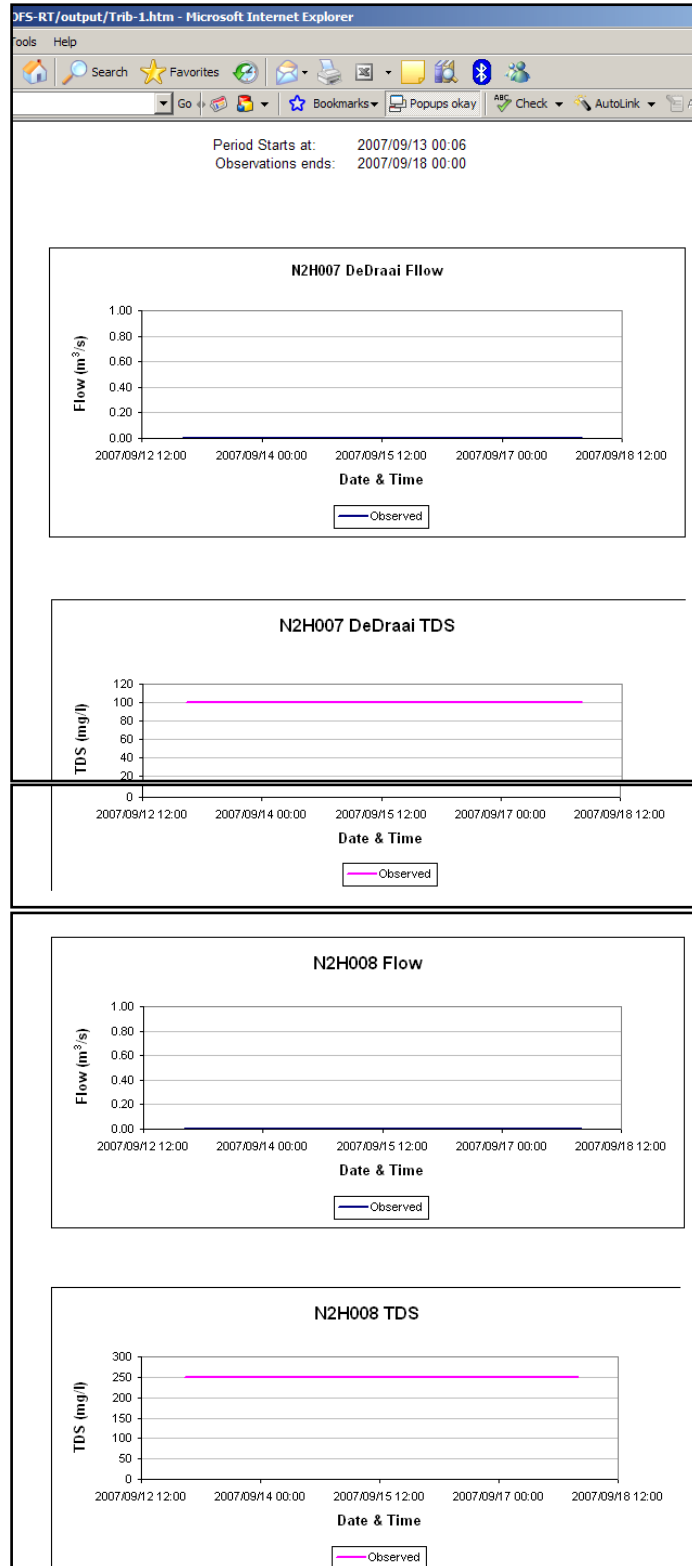 DFS-RT/output/Trib-1.htm - Microsoft Internet Explorer
Tools Help
Search Favorites
Go Bookmarks Popups okay ABC Check AutoLink
Period Starts at: 2007/09/13 00:06
Observations ends: 2007/09/18 00:00
N2H007 DeDraai Fllow
1.00
0.80
0.60
0.40
0.20
0.00
Flow (m³/s)
2007/09/12 12:00 2007/09/14 00:00 2007/09/15 12:00 2007/09/17 00:00 2007/09/18 12:00
Date & Time
Observed
N2H007 DeDraai TDS
120
100
80
60
40
20
0
TDS (mg/l)
2007/09/12 12:00 2007/09/14 00:00 2007/09/15 12:00 2007/09/17 00:00 2007/09/18 12:00
Date & Time
Observed
N2H008 Flow
1.00
0.80
0.60
0.40
0.20
0.00
Flow (m³/s)
2007/09/12 12:00 2007/09/14 00:00 2007/09/15 12:00 2007/09/17 00:00 2007/09/18 12:00
Date & Time
Observed
N2H008 TDS
300
250
200
150
100
50
0
TDS (mg/l)
2007/09/12 12:00 2007/09/14 00:00 2007/09/15 12:00 2007/09/17 00:00 2007/09/18 12:00
Date & Time
Observed